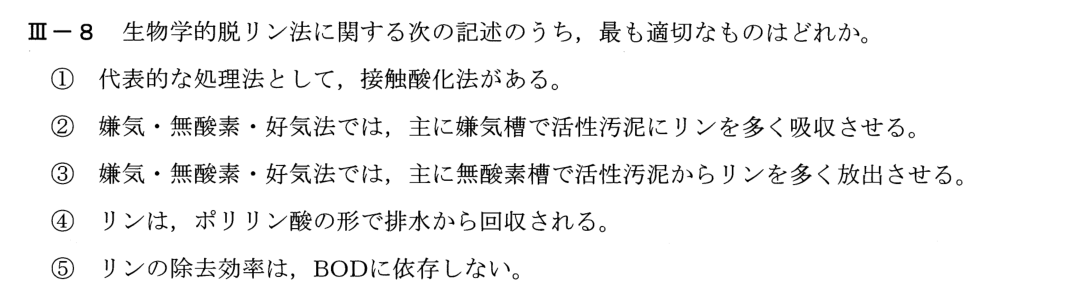 Ⅲ－8 生物学的脱リン法に関する次の記述のうち，最も適切なものはどれか。
① 代表的な処理法として，接触酸化法がある。
② 嫌気・無酸素・好気法では，主に嫌気槽で活性汚泥にリンを多く吸収させる。
③ 嫌気・無酸素・好気法では，主に無酸素槽で活性汚泥からリンを多く放出させる。
④ リンは，ポリリン酸の形で排水から回収される。
⑤ リンの除去効率は，BODに依存しない。